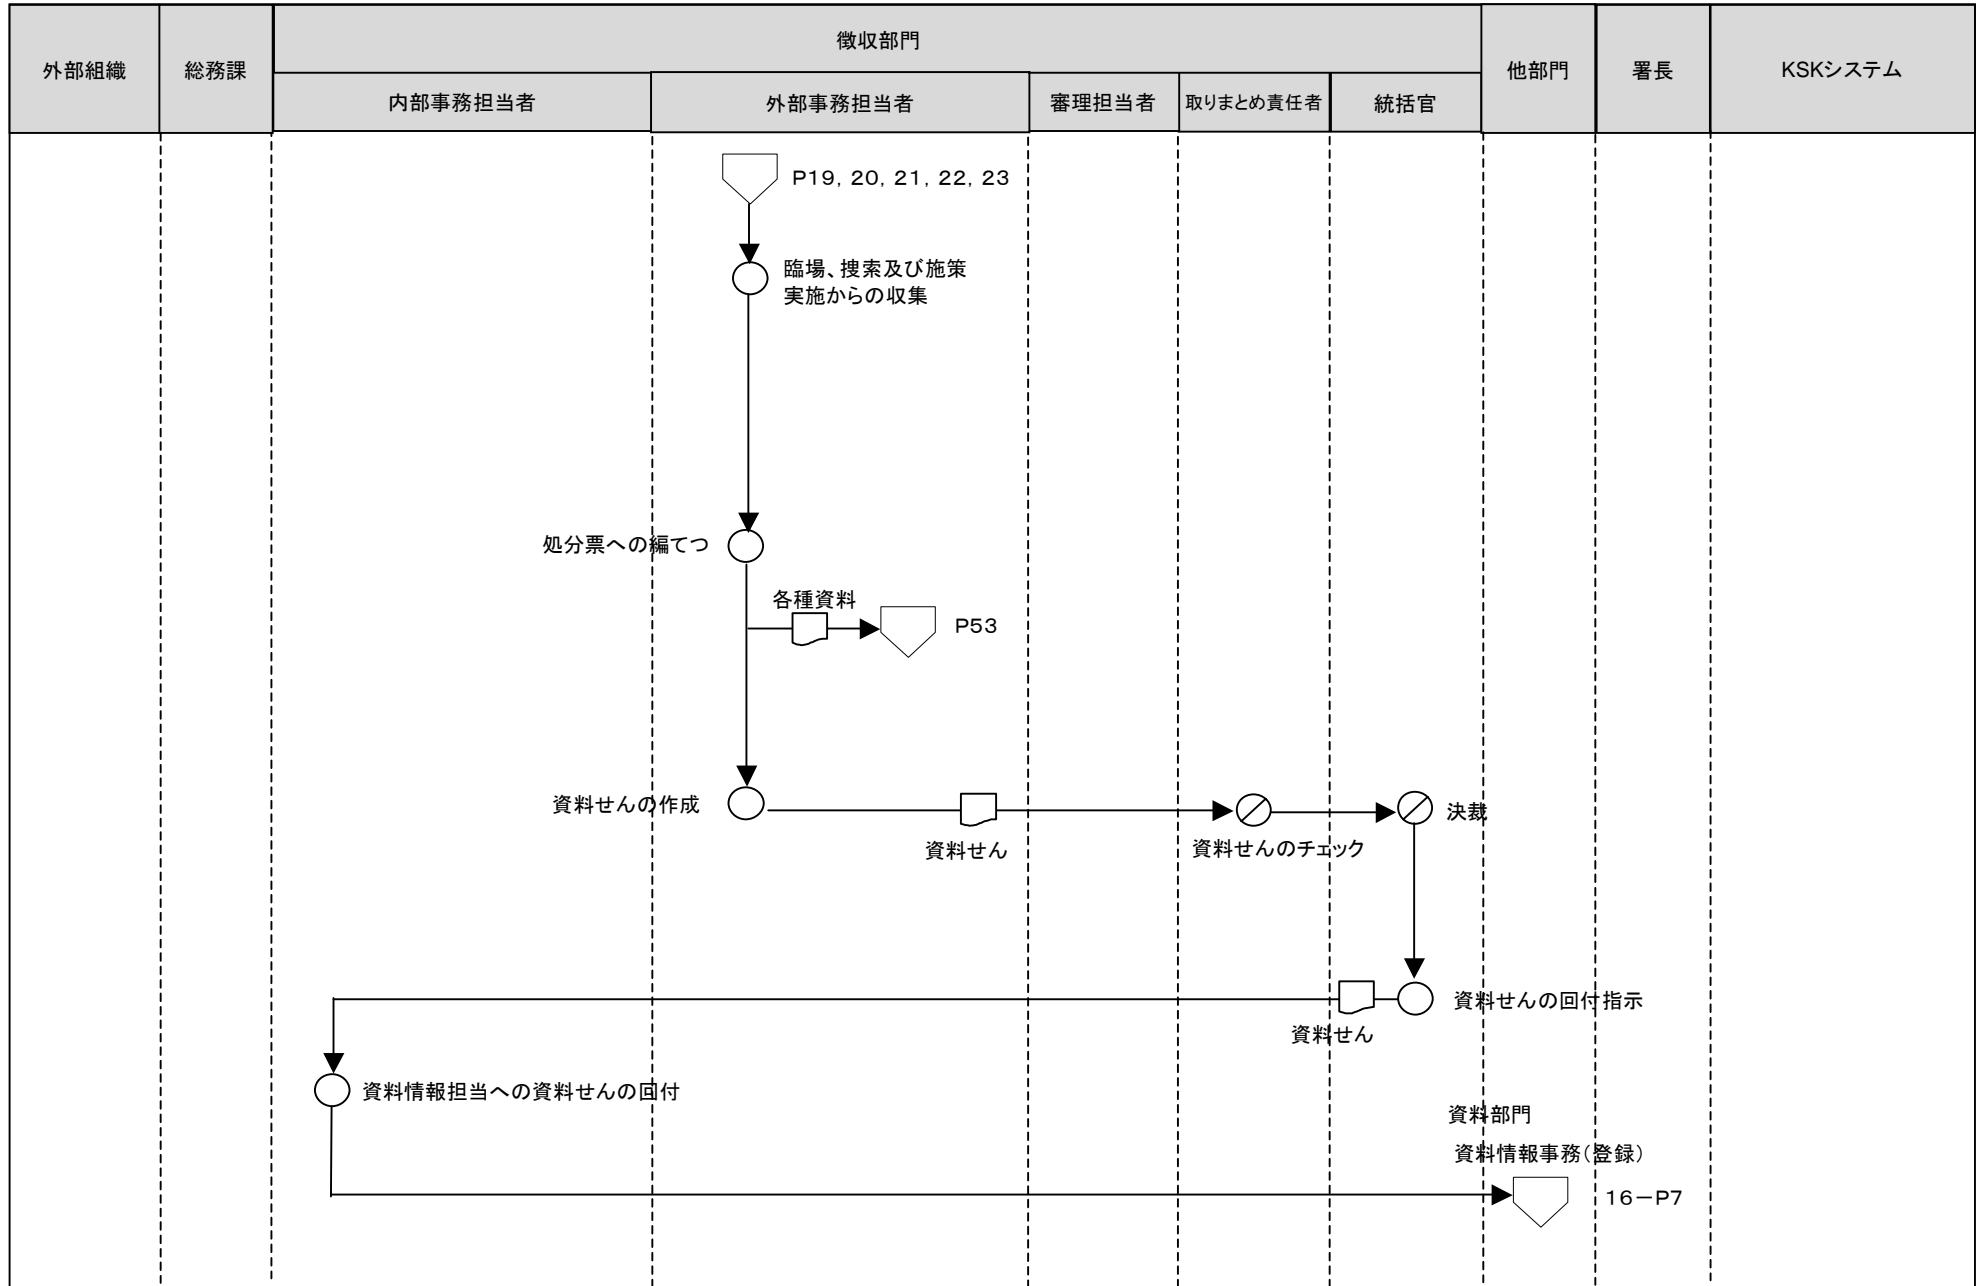 外部組織
総務課
徴収部門
他部門
署長
KSKシステム
内部事務担当者
外部事務担当者
審理担当者
取りまとめ責任者
統括官
P19, 20, 21, 22, 23
臨場、捜索及び施策
実施からの収集
処分票への編てつ
各種資料
P53
資料せんの作成
資料せん
資料せんのチェック
決裁
資料せんの回付指示
資料せん
資料情報担当への資料せんの回付
資料部門
資料情報事務(登録)
16-P7